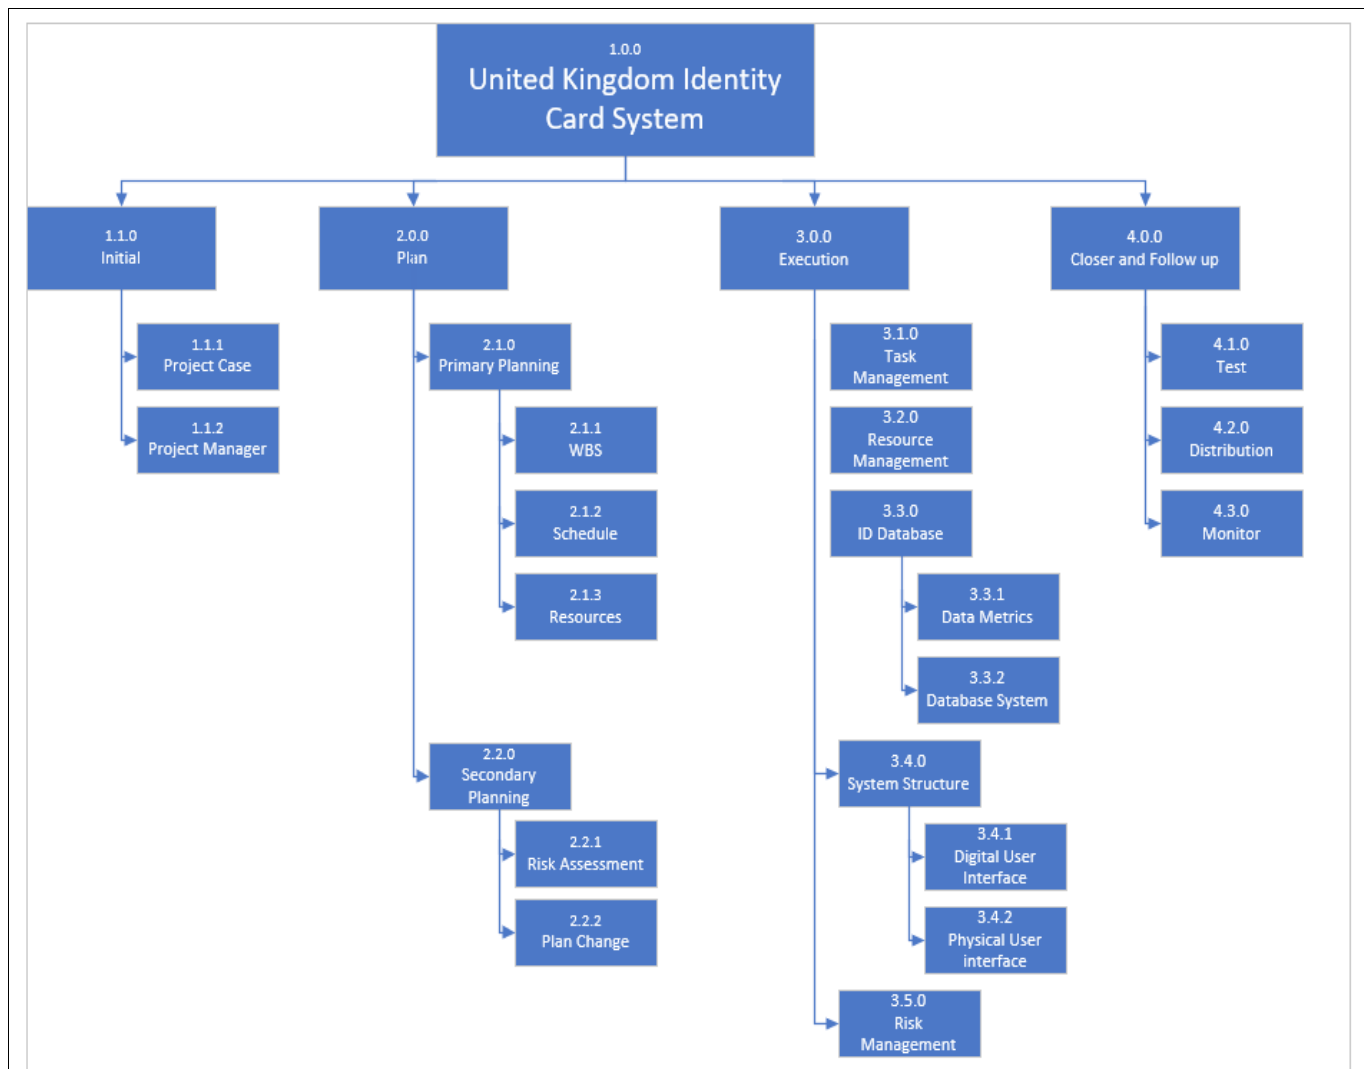 1.0.0
United Kingdom Identity
Card System
1.1.0
Initial
1.1.1
Project Case
1.1.2
Project Manager
2.0.0
Plan
2.1.0
Primary Planning
2.1.1
WBS
2.1.2
Schedule
2.1.3
Resources
2.2.0
Secondary
Planning
2.2.1
Risk Assessment
2.2.2
Plan Change
3.0.0
Execution
3.1.0
Task
Management
3.2.0
Resource
Management
3.3.0
ID Database
3.3.1
Data Metrics
3.3.2
Database System
3.4.0
System Structure
3.4.1
Digital User
Interface
3.4.2
Physical User
interface
3.5.0
Risk
Management
4.0.0
Closer and Follow up
4.1.0
Test
4.2.0
Distribution
4.3.0
Monitor